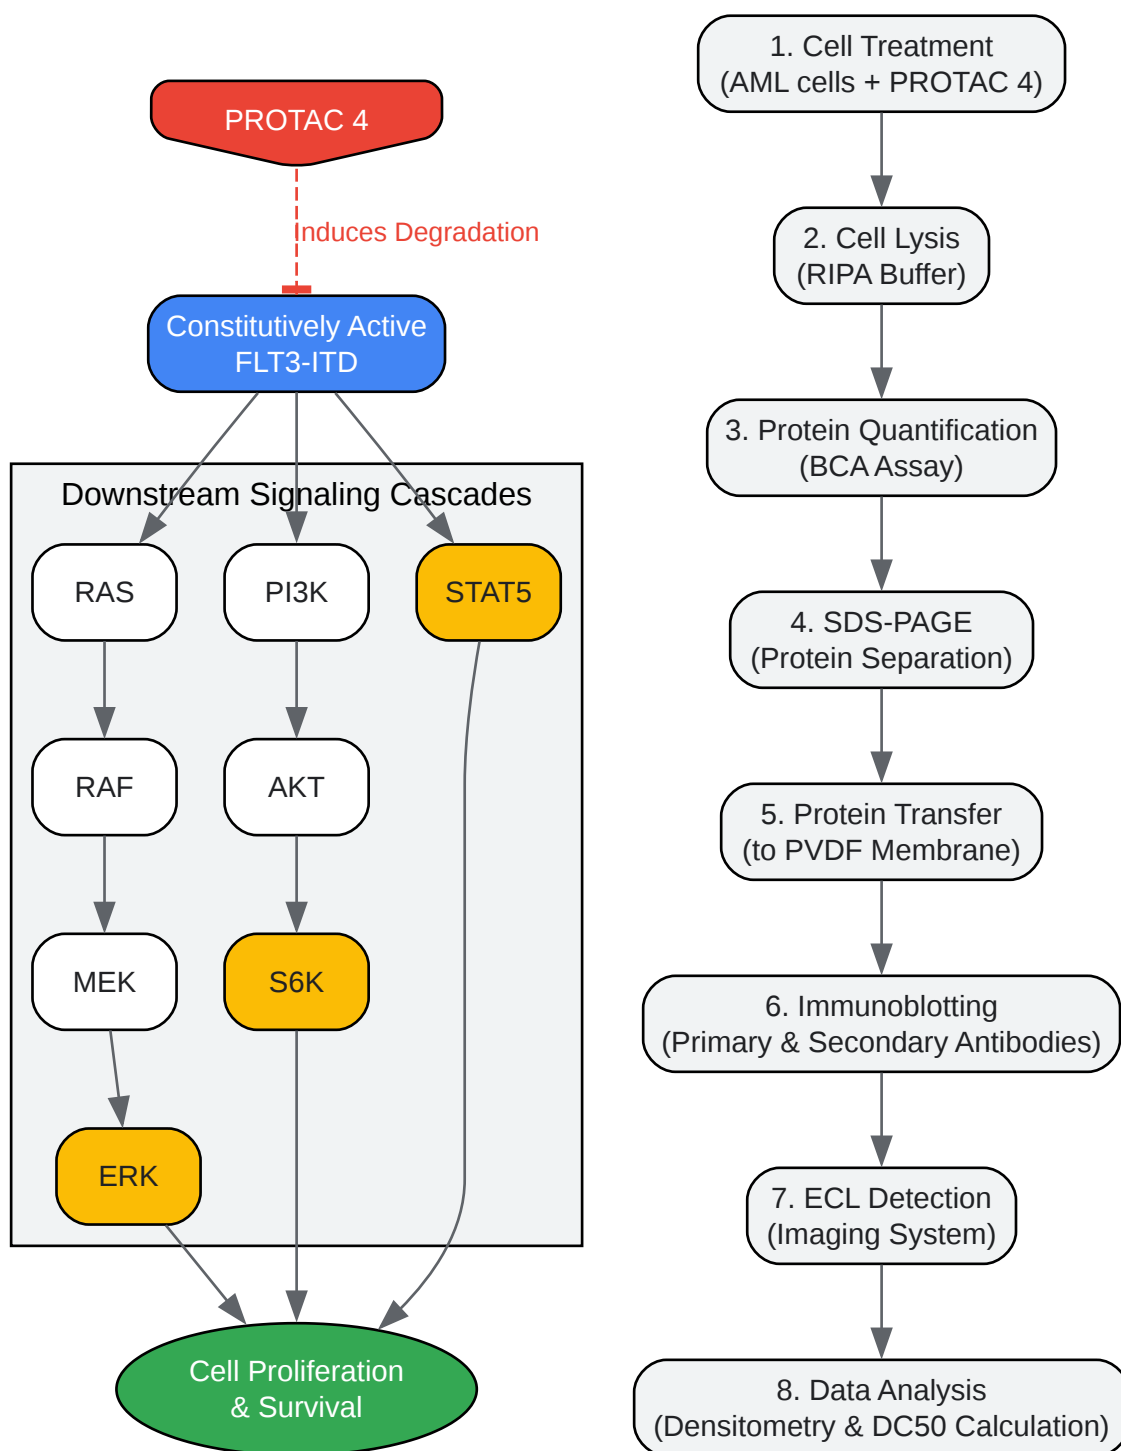 PROTAC 4
Induces Degradation
Constitutively Active
FLT3-ITD
Downstream Signaling Cascades
RAS
PI3K
STAT5
RAF
AKT
MEK
S6K
ERK
Cell Proliferation
& Survival
1. Cell Treatment
(AML cells + PROTAC 4)
2. Cell Lysis
(RIPA Buffer)
3. Protein Quantification
(BCA Assay)
4. SDS-PAGE
(Protein Separation)
5. Protein Transfer
(to PVDF Membrane)
6. Immunoblotting
(Primary & Secondary Antibodies)
7. ECL Detection
(Imaging System)
8. Data Analysis
(Densitometry & DC50 Calculation)